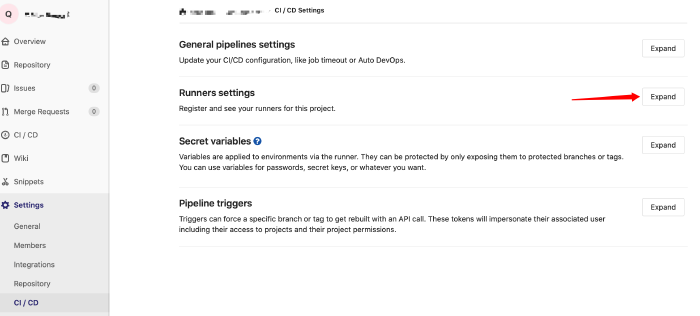 Q
CI / CD Settings
Overview
Repository
Issues 0
Merge Requests 0
CI / CD
Wiki
Snippets
Settings
General
Members
Integrations
Repository
CI / CD
General pipelines settings
Expand
Update your CI/CD configuration, like job timeout or Auto DevOps.
Runners settings
Expand
Register and see your runners for this project.
Secret variables ?
Expand
Variables are applied to environments via the runner. They can be protected by only exposing them to protected branches or tags.
You can use variables for passwords, secret keys, or whatever you want.
Pipeline triggers
Expand
Triggers can force a specific branch or tag to get rebuilt with an API call. These tokens will impersonate their associated user
including their access to projects and their project permissions.